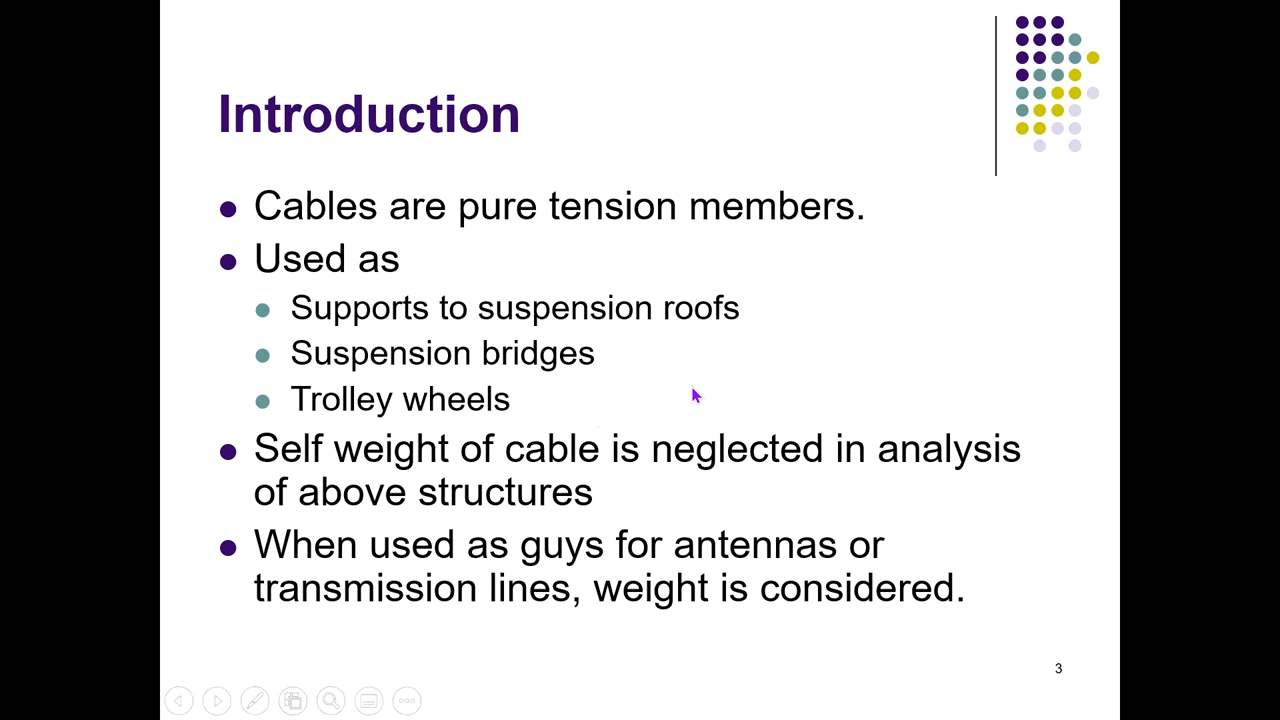 Introduction
Cables are pure tension members.
Used as
Supports to suspension roofs
Suspension bridges
Trolley wheels
Self weight of cable is neglected in analysis
of above structures
When used as guys for antennas or
transmission lines, weight is considered.
3